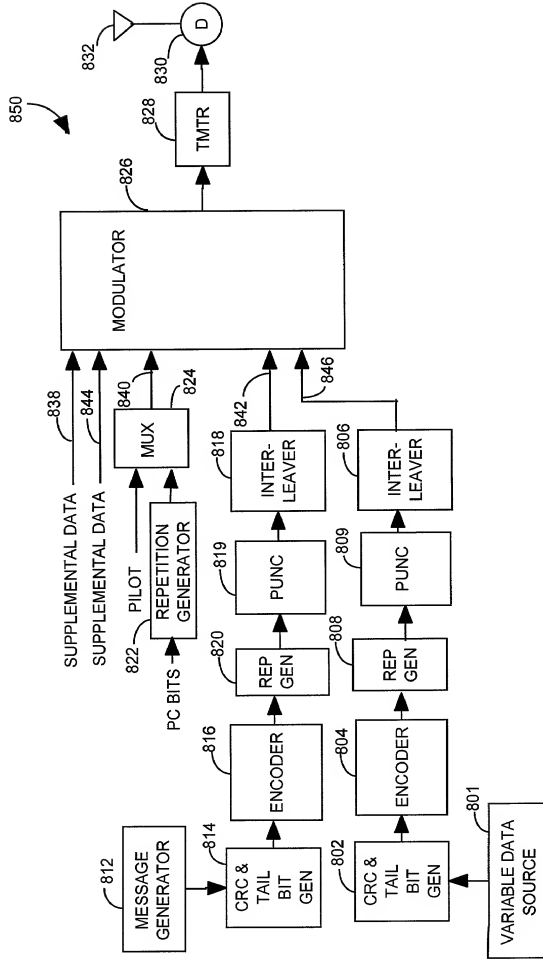 850
832
830
D
828
TMTR
826
MODULATOR
838
844
840
824
MUX
842
846
SUPPLEMENTAL DATA
SUPPLEMENTAL DATA
PILOT
822
REPETITION
GENERATOR
PC BITS
818
INTER-
LEAVER
806
INTER-
LEAVER
819
PUNC
809
PUNC
820
REP
GEN
808
REP
GEN
816
ENCODER
804
ENCODER
812
MESSAGE
GENERATOR
814
CRC &
TAIL
BIT
GEN
802
CRC &
TAIL
BIT
GEN
801
VARIABLE DATA
SOURCE